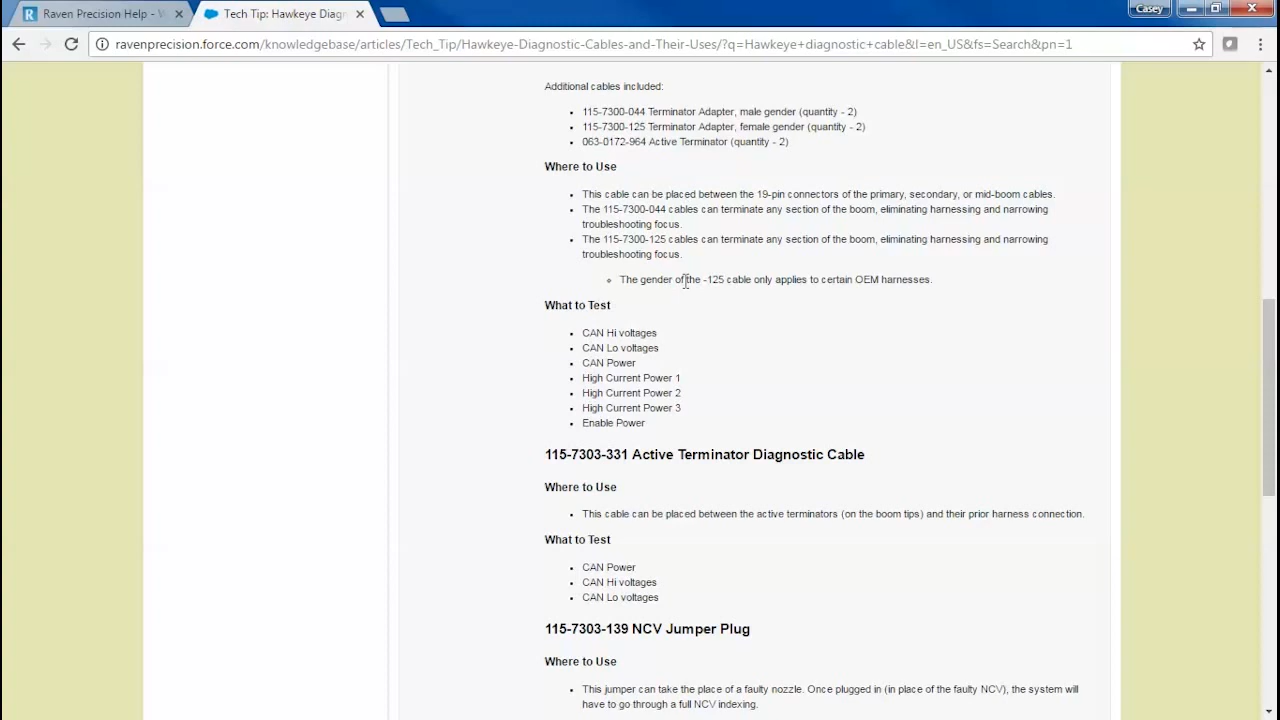 Raven Precision Help - W
Tech Tip: Hawkeye Diagn
Casey
ravenprecision.force.com/knowledgebase/articles/Tech_Tip/Hawkeye-Diagnostic-Cables-and-Their-Uses/?q=Hawkeye+diagnostic+cable&l=en_US&fs=Search&pn=1
Additional cables included:
• 115-7300-044 Terminator Adapter, male gender (quantity - 2)
• 115-7300-125 Terminator Adapter, female gender (quantity - 2)
• 063-0172-964 Active Terminator (quantity - 2)
Where to Use
• This cable can be placed between the 19-pin connectors of the primary, secondary, or mid-boom cables.
• The 115-7300-044 cables can terminate any section of the boom, eliminating harnessing and narrowing
troubleshooting focus.
• The 115-7300-125 cables can terminate any section of the boom, eliminating harnessing and narrowing
troubleshooting focus.
◦ The gender of the -125 cable only applies to certain OEM harnesses.
What to Test
• CAN Hi voltages
• CAN Lo voltages
• CAN Power
• High Current Power 1
• High Current Power 2
• High Current Power 3
• Enable Power
115-7303-331 Active Terminator Diagnostic Cable
Where to Use
• This cable can be placed between the active terminators (on the boom tips) and their prior harness connection.
What to Test
• CAN Power
• CAN Hi voltages
• CAN Lo voltages
115-7303-139 NCV Jumper Plug
Where to Use
• This jumper can take the place of a faulty nozzle. Once plugged in (in place of the faulty NCV), the system will
have to go through a full NCV indexing.